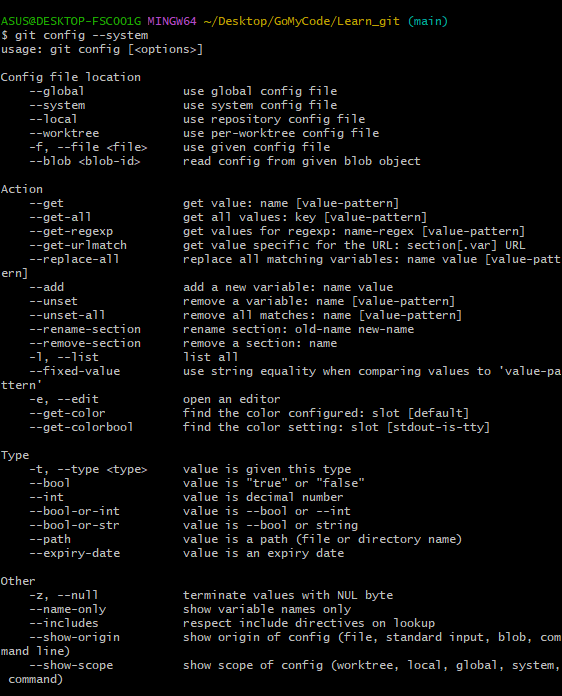 ASUS@DESKTOP-FSCOO1G MINGW64 ~/Desktop/GoMyCode/Learn_git (main)
$ git config --system
usage: git config [<options>]

Config file location
    --global              use global config file
    --system              use system config file
    --local               use repository config file
    --worktree            use per-worktree config file
    -f, --file <file>     use given config file
    --blob <blob-id>      read config from given blob object

Action
    --get                 get value: name [value-pattern]
    --get-all             get all values: key [value-pattern]
    --get-regexp          get values for regexp: name-regex [value-pattern]
    --get-urlmatch        get value specific for the URL: section[.var] URL
    --replace-all         replace all matching variables: name value [value-patt
ern]
    --add                 add a new variable: name value
    --unset               remove a variable: name [value-pattern]
    --unset-all           remove all matches: name [value-pattern]
    --rename-section      rename section: old-name new-name
    --remove-section      remove a section: name
    -l, --list            list all
    --fixed-value         use string equality when comparing values to 'value-pa
ttern'
    -e, --edit            open an editor
    --get-color           find the color configured: slot [default]
    --get-colorbool       find the color setting: slot [stdout-is-tty]

Type
    -t, --type <type>     value is given this type
    --bool                value is "true" or "false"
    --int                 value is decimal number
    --bool-or-int         value is --bool or --int
    --bool-or-str         value is --bool or string
    --path                value is a path (file or directory name)
    --expiry-date         value is an expiry date

Other
    -z, --null            terminate values with NUL byte
    --name-only           show variable names only
    --includes            respect include directives on lookup
    --show-origin         show origin of config (file, standard input, blob, com
mand line)
    --show-scope          show scope of config (worktree, local, global, system,
 command)